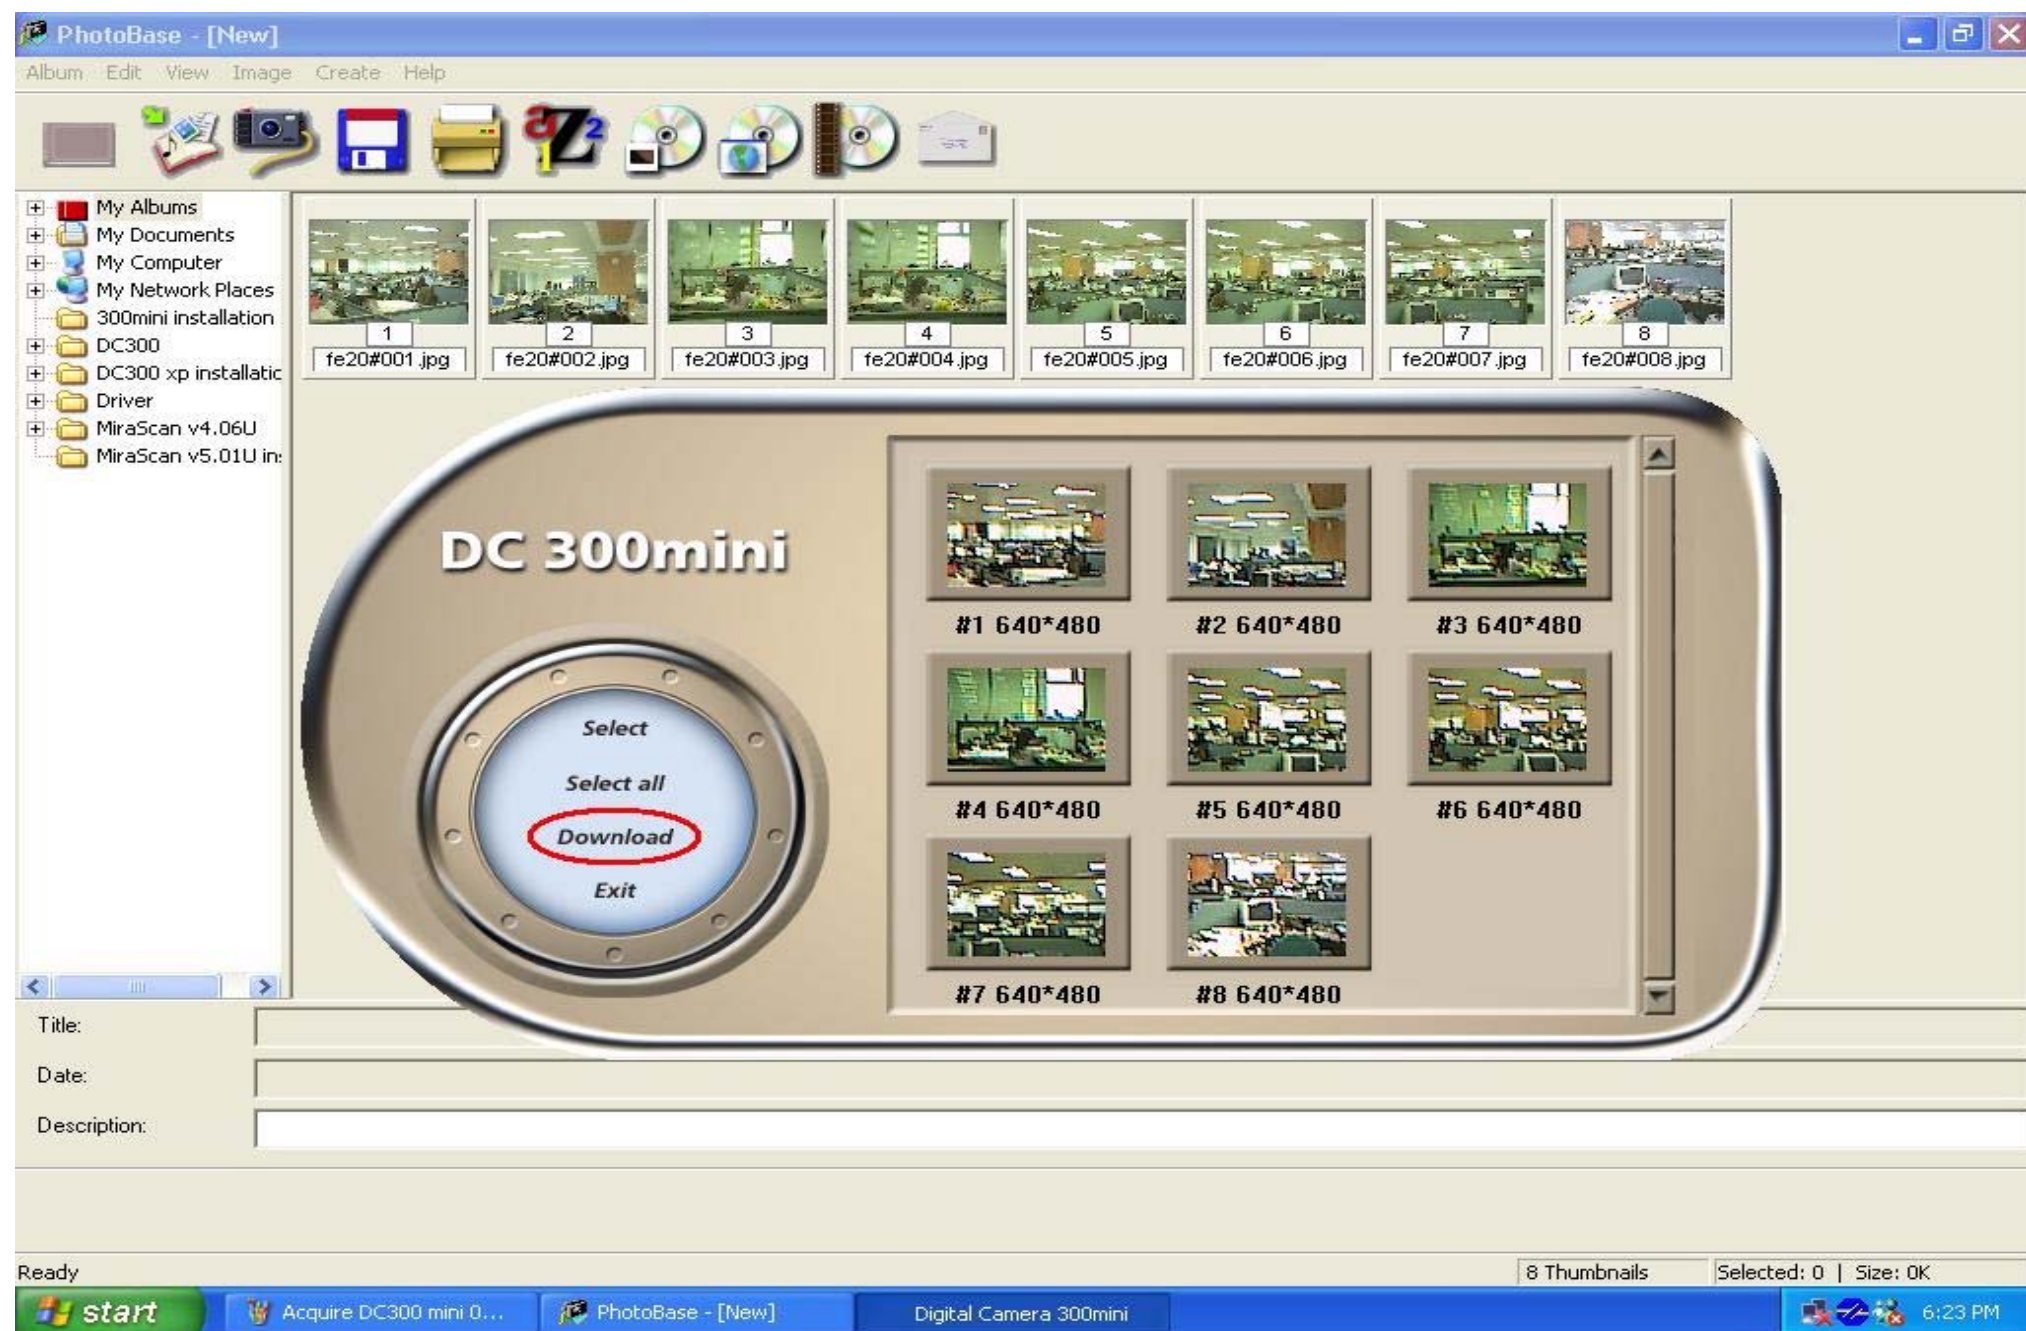 PhotoBase - [New]
Album Edit View Image Create Help
My Albums
My Documents
My Computer
My Network Places
300mini installation
DC300
DC300 xp installatic
Driver
MiraScan v4.06U
MiraScan v5.01U in
1 2 3 4 5 6 7 8
fe20#001.jpg fe20#002.jpg fe20#003.jpg fe20#004.jpg fe20#005.jpg fe20#006.jpg fe20#007.jpg fe20#008.jpg
DC 300mini
Select
Select all
Download
Exit
#1 640*480 #2 640*480 #3 640*480
#4 640*480 #5 640*480 #6 640*480
#7 640*480 #8 640*480
Title:
Date:
Description:
Ready 8 Thumbnails Selected: 0 | Size: 0K
start Acquire DC300 mini 0... PhotoBase - [New] Digital Camera 300mini 6:23 PM